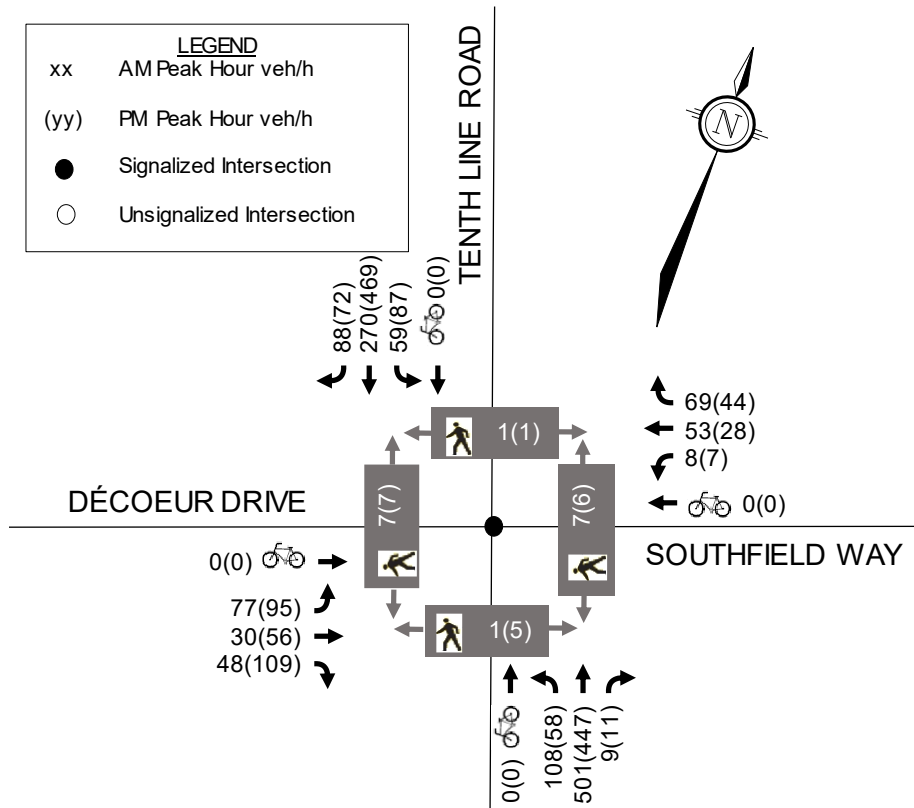 LEGEND
xx AM Peak Hour veh/h
(yy) PM Peak Hour veh/h
Signalized Intersection
Unsignalized Intersection
TENTH LINE ROAD
N
88(72)
270(469)
59(87)
0(0)
69(44)
53(28)
8(7)
0(0)
1(1)
7(7)
7(6)
1(5)
DÉCOEUR DRIVE
SOUTHFIELD WAY
0(0)
77(95)
30(56)
48(109)
0(0)
108(58)
501(447)
9(11)